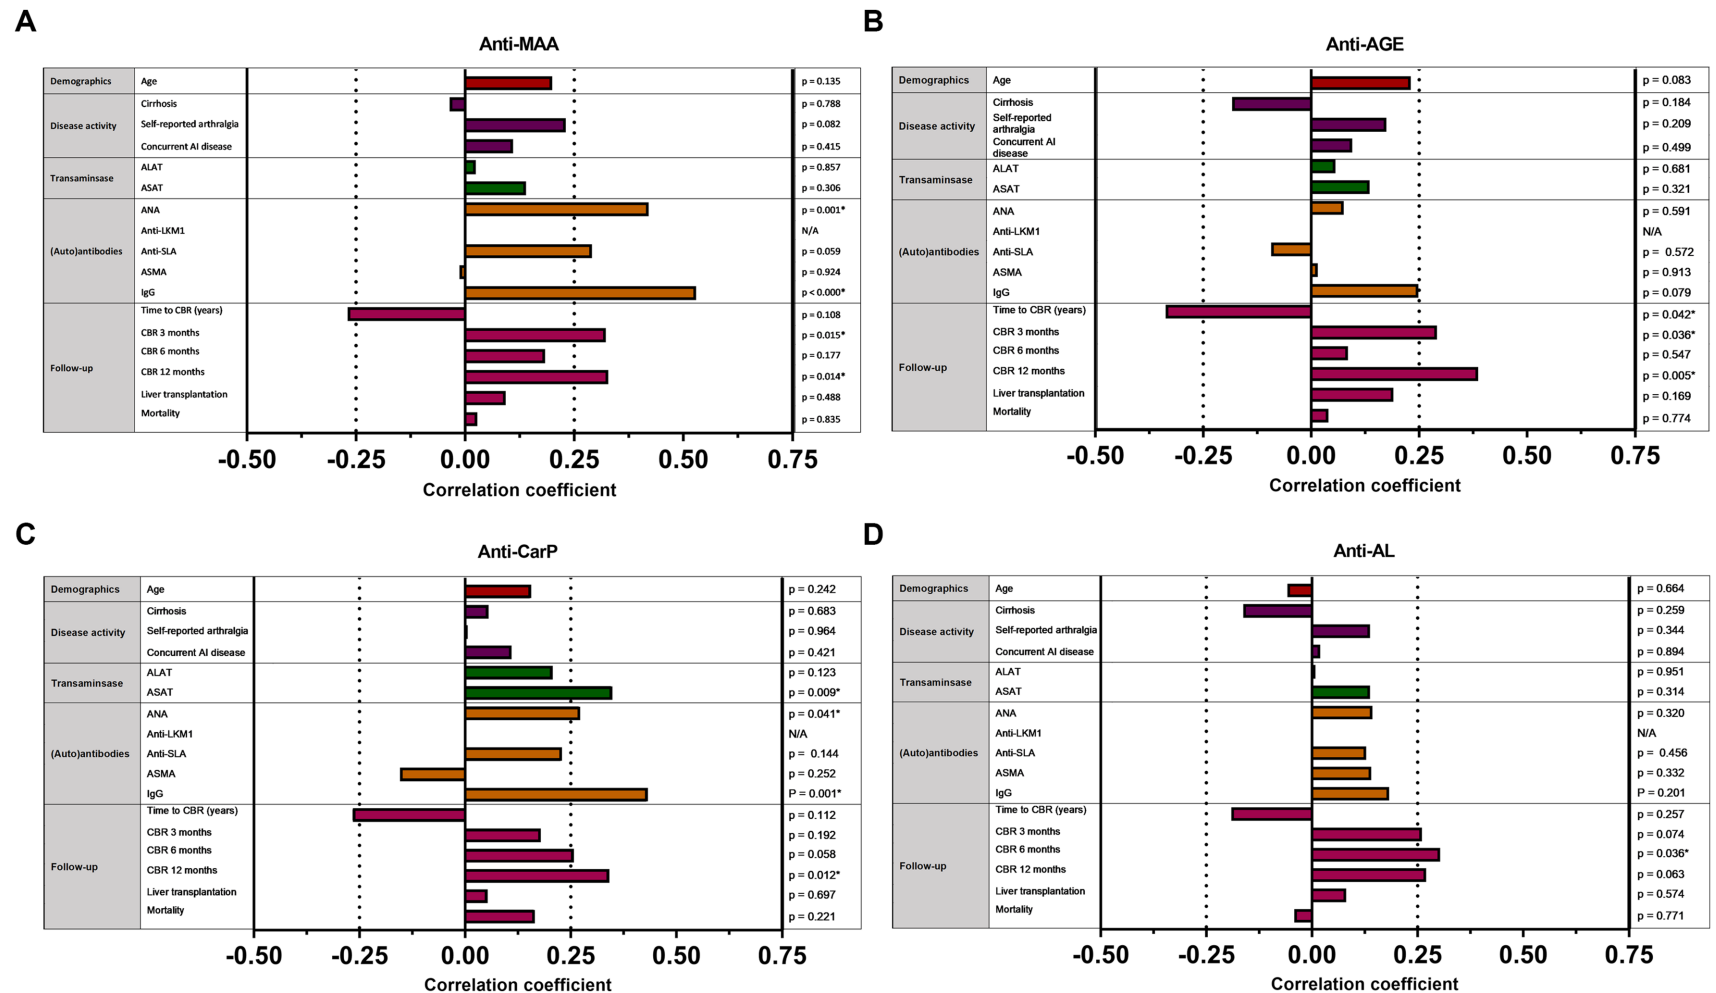 A
Anti-MAA
Demographics
Age
p = 0.135
Disease activity
Cirrhosis
p = 0.788
Self-reported arthralgia
p = 0.082
Concurrent AI disease
p = 0.415
Transaminsase
ALAT
p = 0.857
ASAT
p = 0.306
(Auto)antibodies
ANA
p = 0.001*
Anti-LKM1
N/A
Anti-SLA
p = 0.059
ASMA
p = 0.924
IgG
p < 0.000*
Follow-up
Time to CBR (years)
p = 0.108
CBR 3 months
p = 0.015*
CBR 6 months
p = 0.177
CBR 12 months
p = 0.014*
Liver transplantation
p = 0.488
Mortality
p = 0.835
-0.50 -0.25 0.00 0.25 0.50 0.75
Correlation coefficient
B
Anti-AGE
Demographics
Age
p = 0.083
Disease activity
Cirrhosis
p = 0.184
Self-reported
arthralgia
p = 0.209
Concurrent AI
disease
p = 0.499
Transaminsase
ALAT
p = 0.681
ASAT
p = 0.321
(Auto)antibodies
ANA
p = 0.591
Anti-LKM1
N/A
Anti-SLA
p = 0.572
ASMA
p = 0.913
IgG
p = 0.079
Follow-up
Time to CBR (years)
p = 0.042*
CBR 3 months
p = 0.036*
CBR 6 months
p = 0.547
CBR 12 months
p = 0.005*
Liver transplantation
p = 0.169
Mortality
p = 0.774
-0.50 -0.25 0.00 0.25 0.50 0.75
Correlation coefficient
C
Anti-CarP
Demographics
Age
p = 0.242
Disease activity
Cirrhosis
p = 0.683
Self-reported arthralgia
p = 0.964
Concurrent AI disease
p = 0.421
Transaminsase
ALAT
p = 0.123
ASAT
p = 0.009*
(Auto)antibodies
ANA
p = 0.041*
Anti-LKM1
N/A
Anti-SLA
p = 0.144
ASMA
p = 0.252
IgG
P = 0.001*
Follow-up
Time to CBR (years)
p = 0.112
CBR 3 months
p = 0.192
CBR 6 months
p = 0.058
CBR 12 months
p = 0.012*
Liver transplantation
p = 0.697
Mortality
p = 0.221
-0.50 -0.25 0.00 0.25 0.50 0.75
Correlation coefficient
D
Anti-AL
Demographics
Age
p = 0.664
Disease activity
Cirrhosis
p = 0.259
Self-reported arthralgia
p = 0.344
Concurrent AI disease
p = 0.894
Transaminsase
ALAT
p = 0.951
ASAT
p = 0.314
(Auto)antibodies
ANA
p = 0.320
Anti-LKM1
N/A
Anti-SLA
p = 0.456
ASMA
p = 0.332
IgG
P = 0.201
Follow-up
Time to CBR (years)
p = 0.257
CBR 3 months
p = 0.074
CBR 6 months
p = 0.036*
CBR 12 months
p = 0.063
Liver transplantation
p = 0.574
Mortality
p = 0.771
-0.50 -0.25 0.00 0.25 0.50 0.75
Correlation coefficient